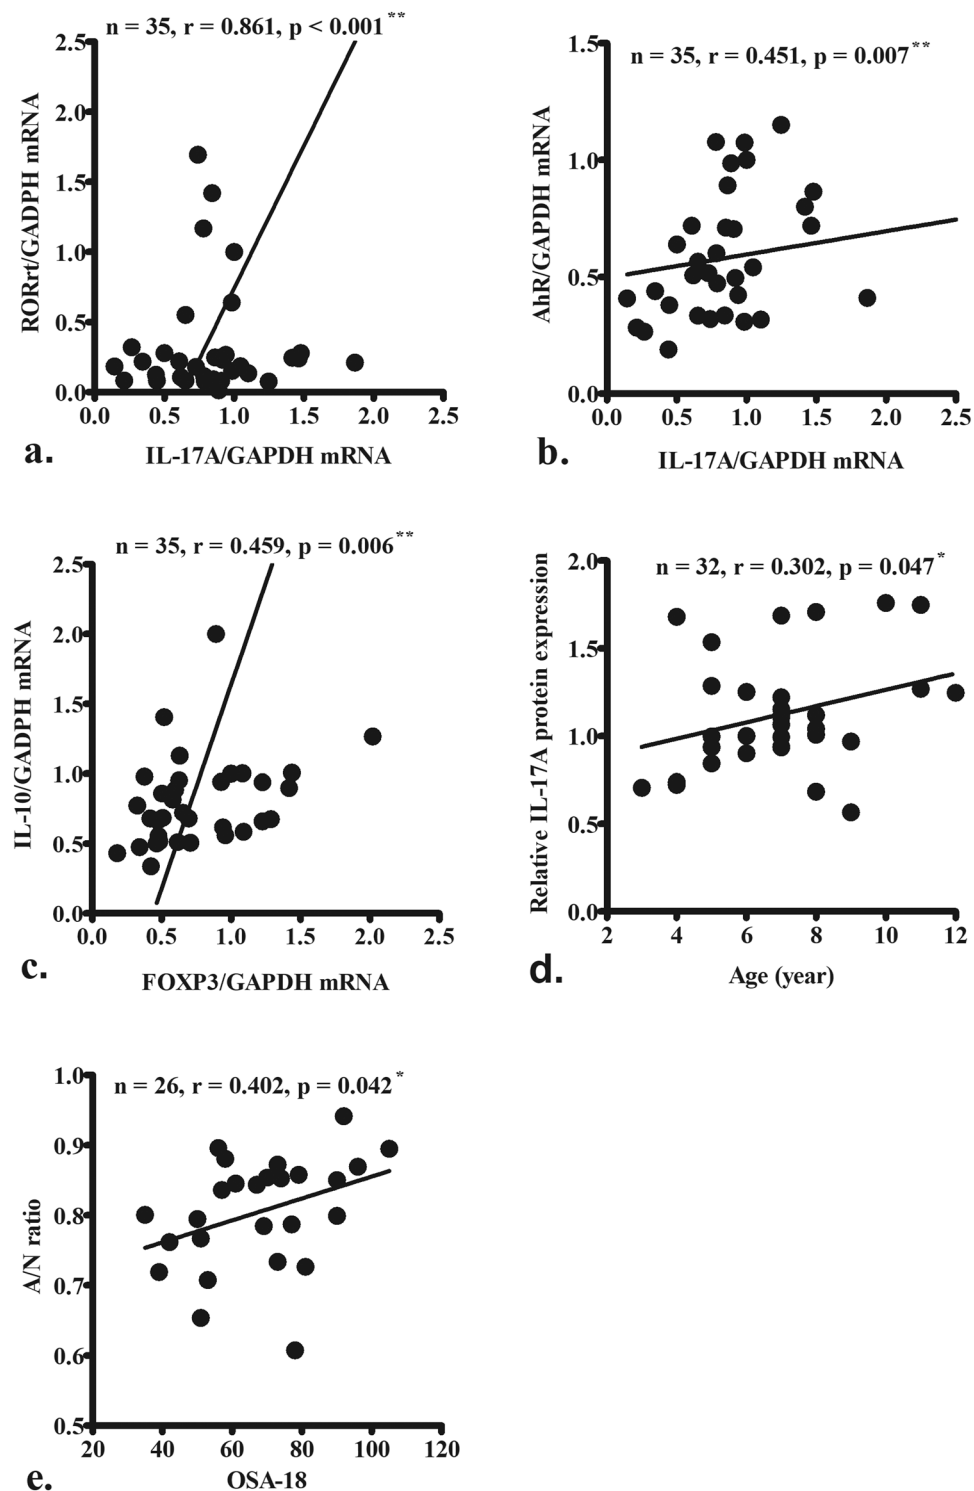 n = 35, r = 0.861, p < 0.001**
2.5
2.0
1.5
1.0
0.5
0.0
RORrt/GADPH mRNA
0.0 0.5 1.0 1.5 2.0 2.5
IL-17A/GAPDH mRNA
a.
n = 35, r = 0.451, p = 0.007**
1.5
1.0
0.5
0.0
AhR/GAPDH mRNA
0.0 0.5 1.0 1.5 2.0 2.5
IL-17A/GAPDH mRNA
b.
n = 35, r = 0.459, p = 0.006**
2.5
2.0
1.5
1.0
0.5
0.0
IL-10/GADPH mRNA
0.0 0.5 1.0 1.5 2.0 2.5
FOXP3/GAPDH mRNA
c.
n = 32, r = 0.302, p = 0.047*
2.0
1.5
1.0
0.5
0.0
Relative IL-17A protein expression
2 4 6 8 10 12
Age (year)
d.
n = 26, r = 0.402, p = 0.042*
1.0
0.9
0.8
0.7
0.6
0.5
A/N ratio
20 40 60 80 100 120
OSA-18
e.